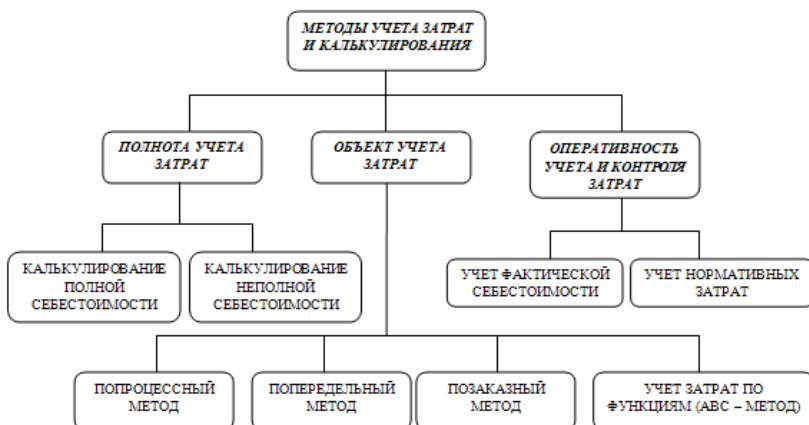 МЕТОДЫ УЧЕТА ЗАТРАТ
И КАЛЬКУЛИРОВАНИЯ
ПОЛНОТА УЧЕТА
ЗАТРАТ
ОБЪЕКТ УЧЕТА
ЗАТРАТ
ОПЕРАТИВНОСТЬ
УЧЕТА И КОНТРОЛЯ
ЗАТРАТ
КАЛЬКУЛИРОВАНИЕ
ПОЛНОЙ
СЕБЕСТОИМОСТИ
КАЛЬКУЛИРОВАНИЕ
НЕПОЛНОЙ
СЕБЕСТОИМОСТИ
УЧЕТ ФАКТИЧЕСКОЙ
СЕБЕСТОИМОСТИ
УЧЕТ НОРМАТИВНЫХ
ЗАТРАТ
ПОПРОЦЕССНЫЙ
МЕТОД
ПОПЕРЕДЕЛЬНЫЙ
МЕТОД
ПОЗАКАЗНЫЙ
МЕТОД
УЧЕТ ЗАТРАТ ПО
ФУНКЦИЯМ (АВС – МЕТОД)